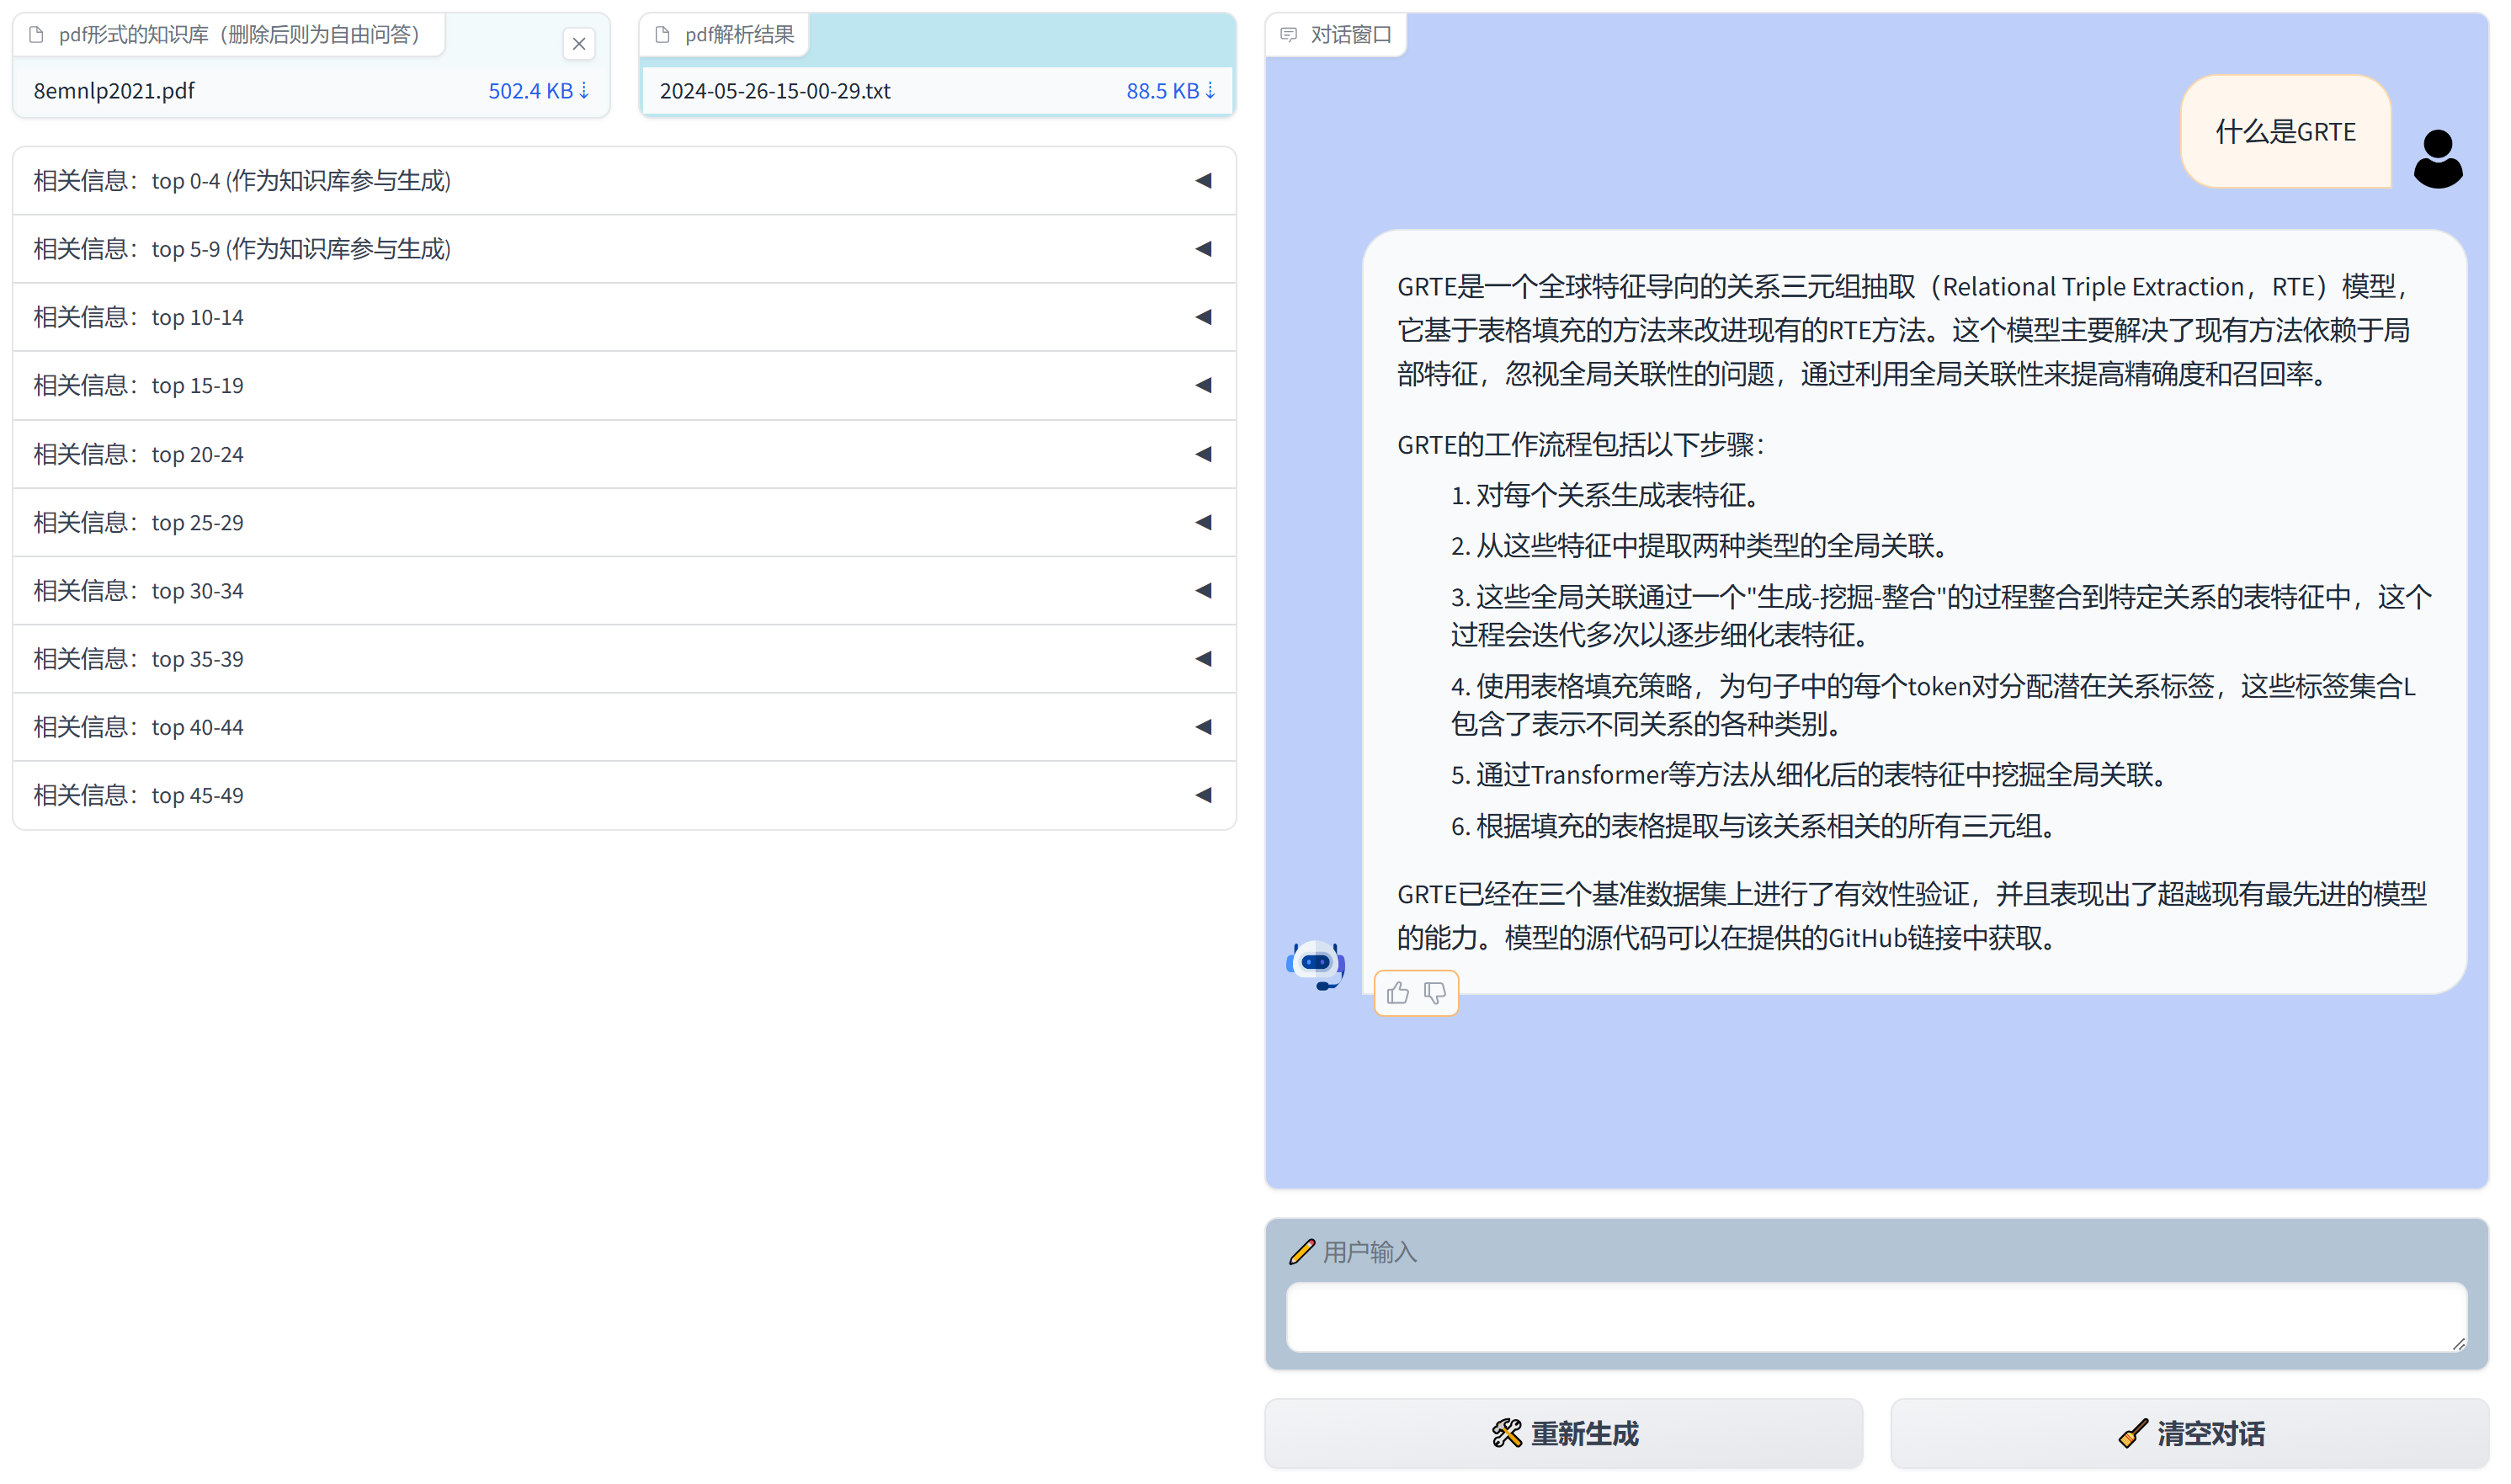 pdf形式的知识库（删除后则为自由问答）
8emnlp2021.pdf
502.4 KB⇣
pdf解析结果
2024-05-26-15-00-29.txt
88.5 KB⇣
相关信息：top 0-4 (作为知识库参与生成)
相关信息：top 5-9 (作为知识库参与生成)
相关信息：top 10-14
相关信息：top 15-19
相关信息：top 20-24
相关信息：top 25-29
相关信息：top 30-34
相关信息：top 35-39
相关信息：top 40-44
相关信息：top 45-49
对话窗口
什么是GRTE
GRTE是一个全球特征导向的关系三元组抽取（Relational Triple Extraction，RTE）模型，
它基于表格填充的方法来改进现有的RTE方法。这个模型主要解决了现有方法依赖于局
部特征，忽视全局关联性的问题，通过利用全局关联性来提高精确度和召回率。
GRTE的工作流程包括以下步骤：
1. 对每个关系生成表特征。
2. 从这些特征中提取两种类型的全局关联。
3. 这些全局关联通过一个"生成-挖掘-整合"的过程整合到特定关系的表特征中，这个
过程会迭代多次以逐步细化表特征。
4. 使用表格填充策略，为句子中的每个token对分配潜在关系标签，这些标签集合L
包含了表示不同关系的各种类别。
5. 通过Transformer等方法从细化后的表特征中挖掘全局关联。
6. 根据填充的表格提取与该关系相关的所有三元组。
GRTE已经在三个基准数据集上进行了有效性验证，并且表现出了超越现有最先进的模型
的能力。模型的源代码可以在提供的GitHub链接中获取。
用户输入
重新生成
清空对话